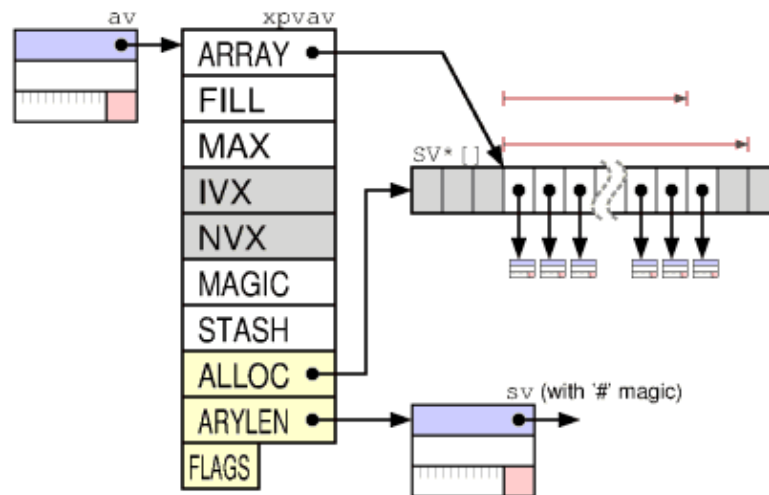 av
xpvav
ARRAY
FILL
MAX
SV* []
IVX
NVX
MAGIC
STASH
ALLOC
sv (with '#' magic)
ARYLEN
FLAGS